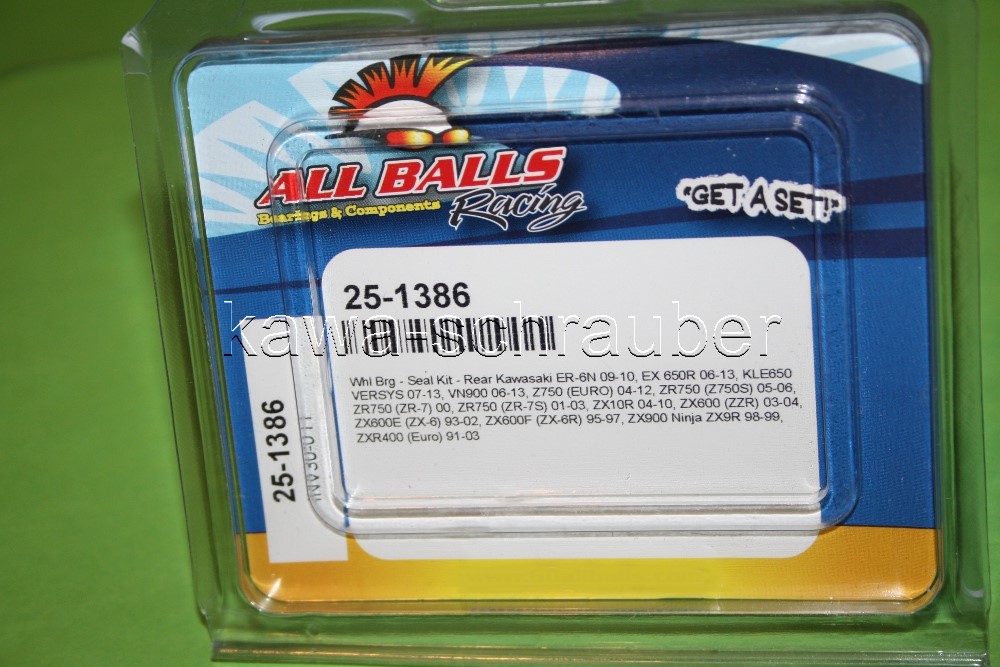 ALL BALLS
Bearings & Components
Racing
"GET A SET!"
25-1386
kawa-schrauber
Whl Brg - Seal Kit - Rear Kawasaki ER-6N 09-10, EX 650R 06-13, KLE650
VERSYS 07-13, VN900 06-13, Z750 (EURO) 04-12, ZR750 (Z750S) 05-06,
ZR750 (ZR-7) 00, ZR750 (ZR-7S) 01-03, ZX10R 04-10, ZX600 (ZZR) 03-04,
ZX600E (ZX-6) 93-02, ZX600F (ZX-6R) 95-97, ZX900 Ninja ZX9R 98-99,
ZXR400 (Euro) 91-03
25-1386